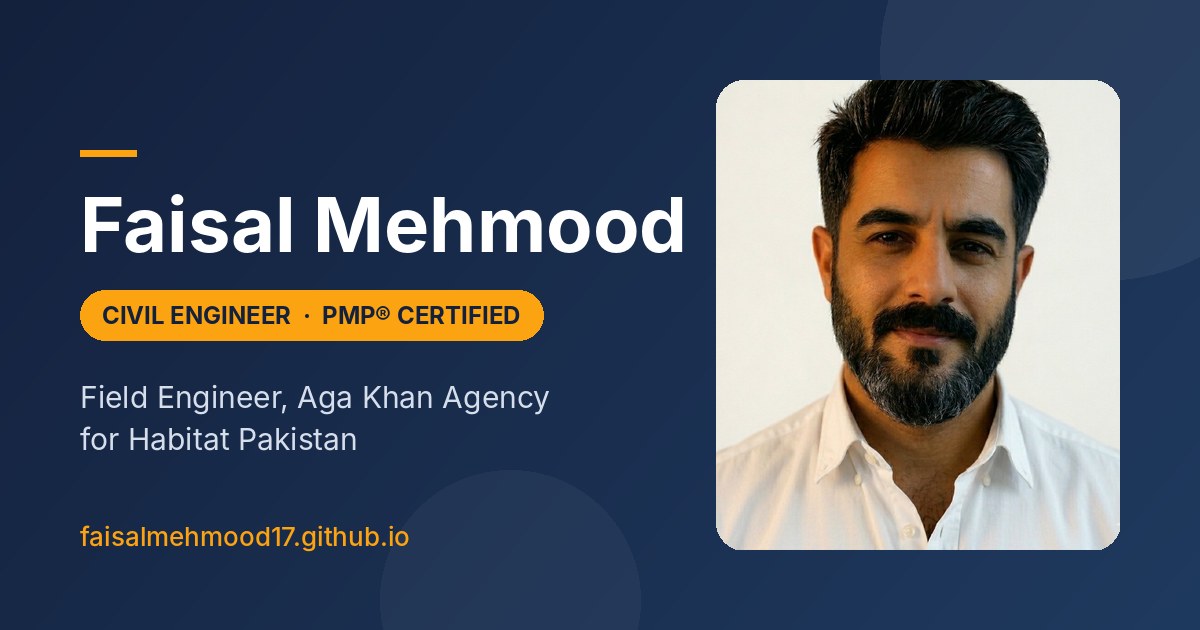 Faisal Mehmood
CIVIL ENGINEER · PMP® CERTIFIED
Field Engineer, Aga Khan Agency
for Habitat Pakistan
faisalmehmood17.github.io